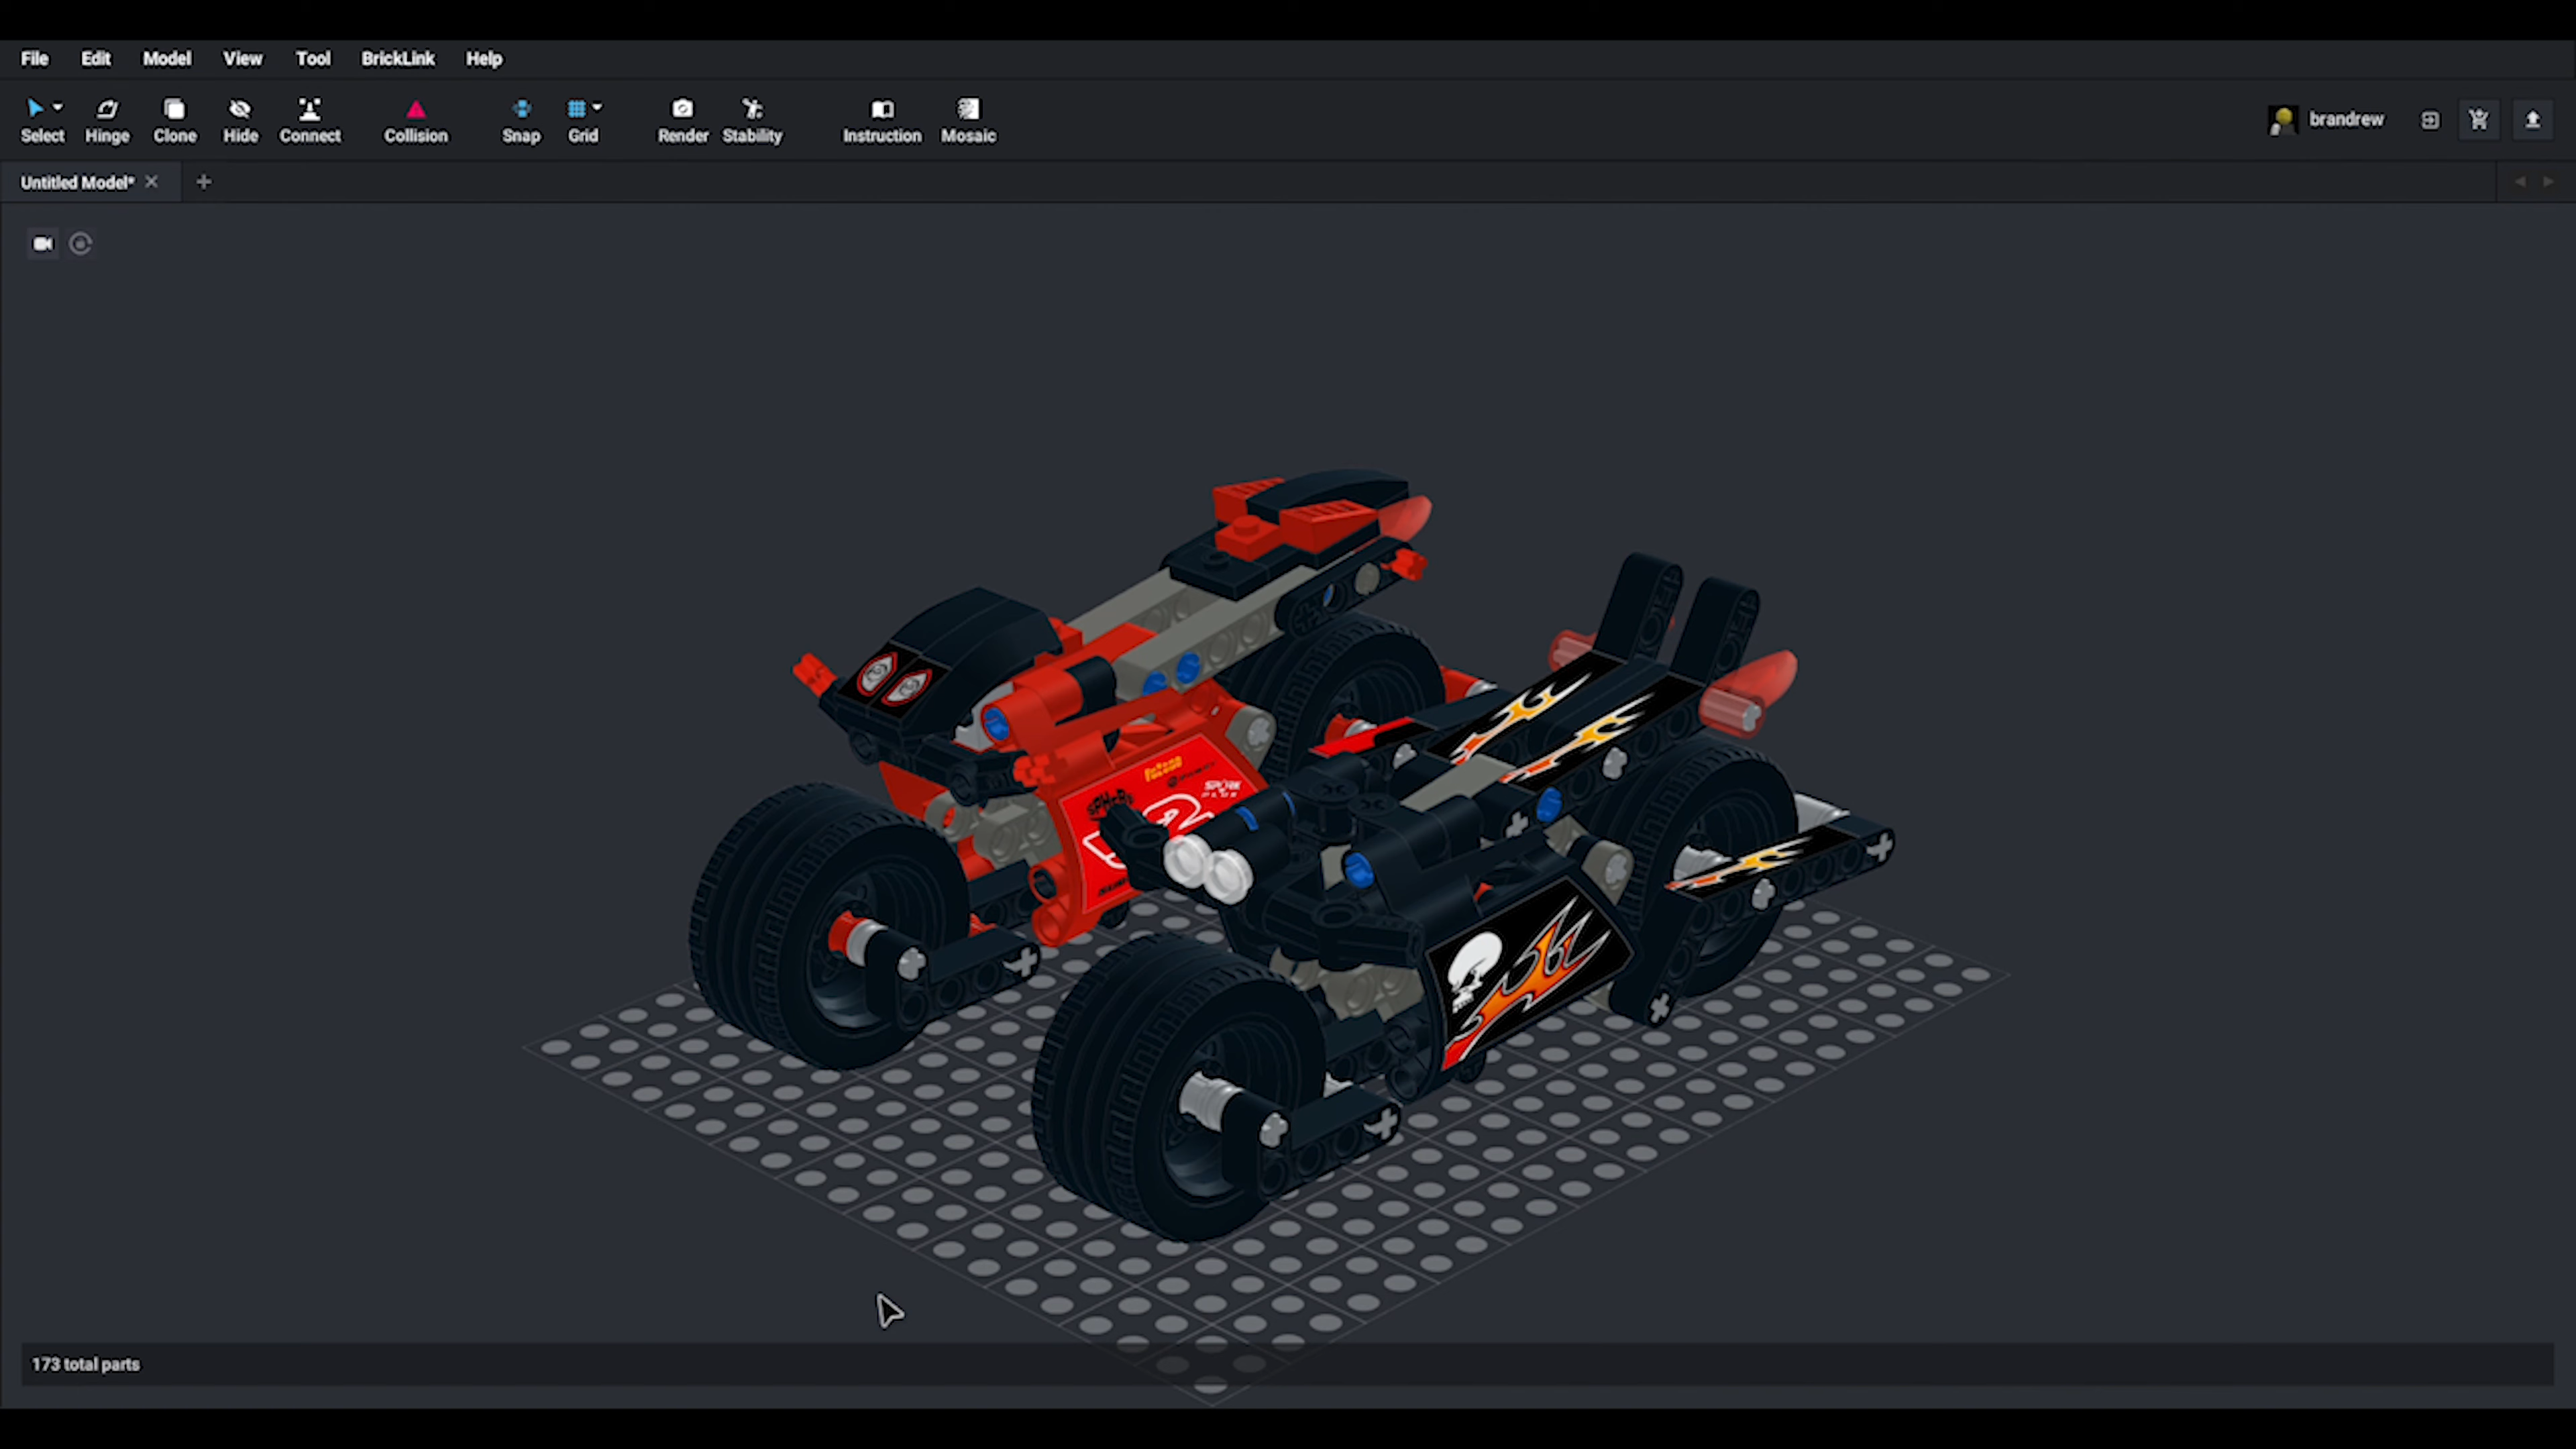 File Edit Model View Tool BrickLink Help
Select Hinge Clone Hide Connect Collision Snap Grid Render Stability Instruction Mosaic
brandrew
Untitled Model*
SPHERO
173 total parts